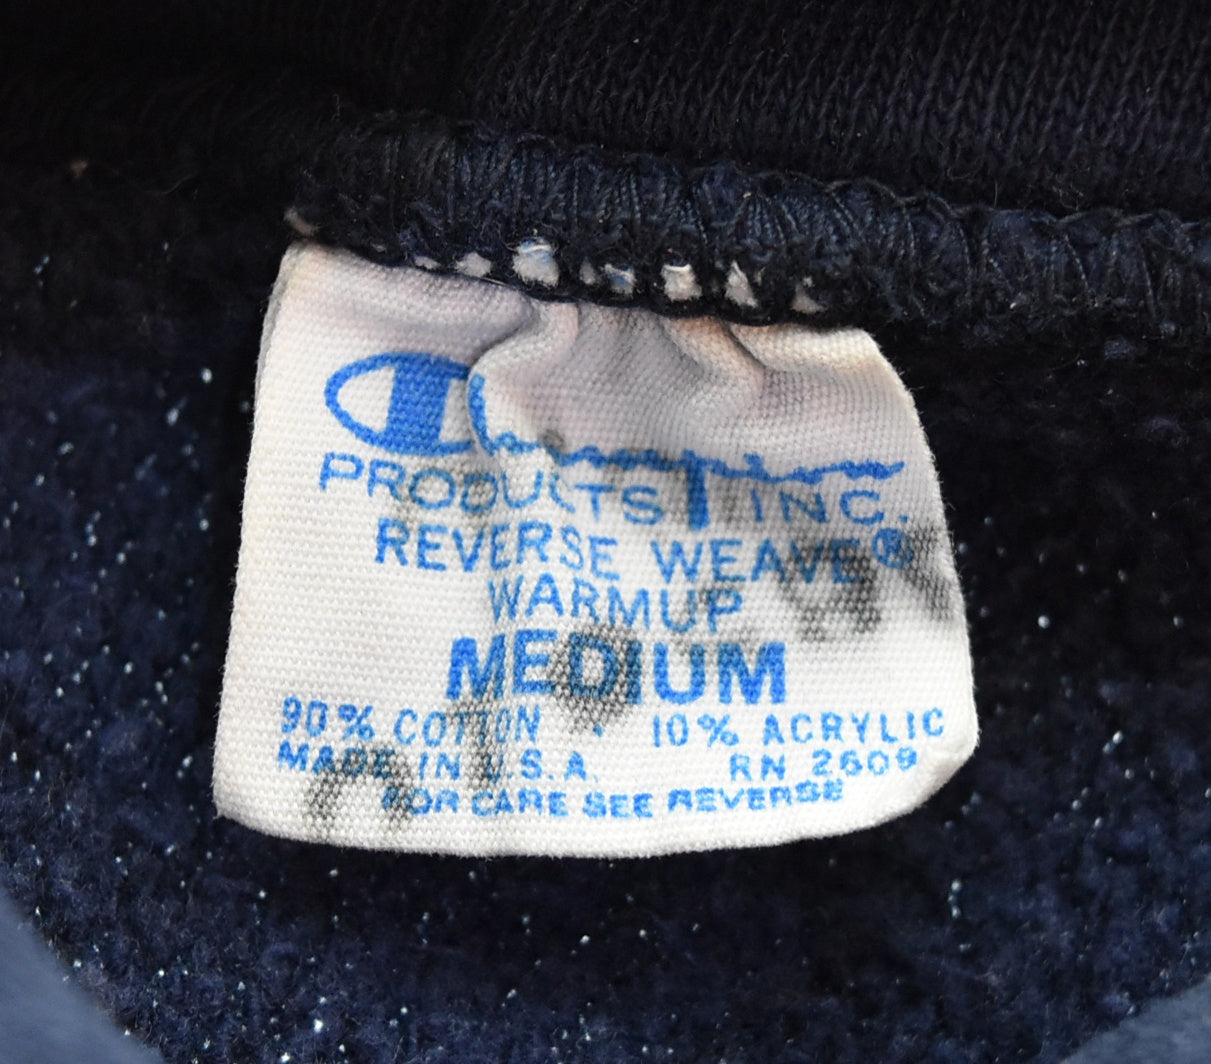 Champion
PRODUCTS INC.
REVERSE WEAVE®
WARMUP
MEDIUM
90% COTTON · 10% ACRYLIC
MADE IN U.S.A. RN 2609
FOR CARE SEE REVERSE